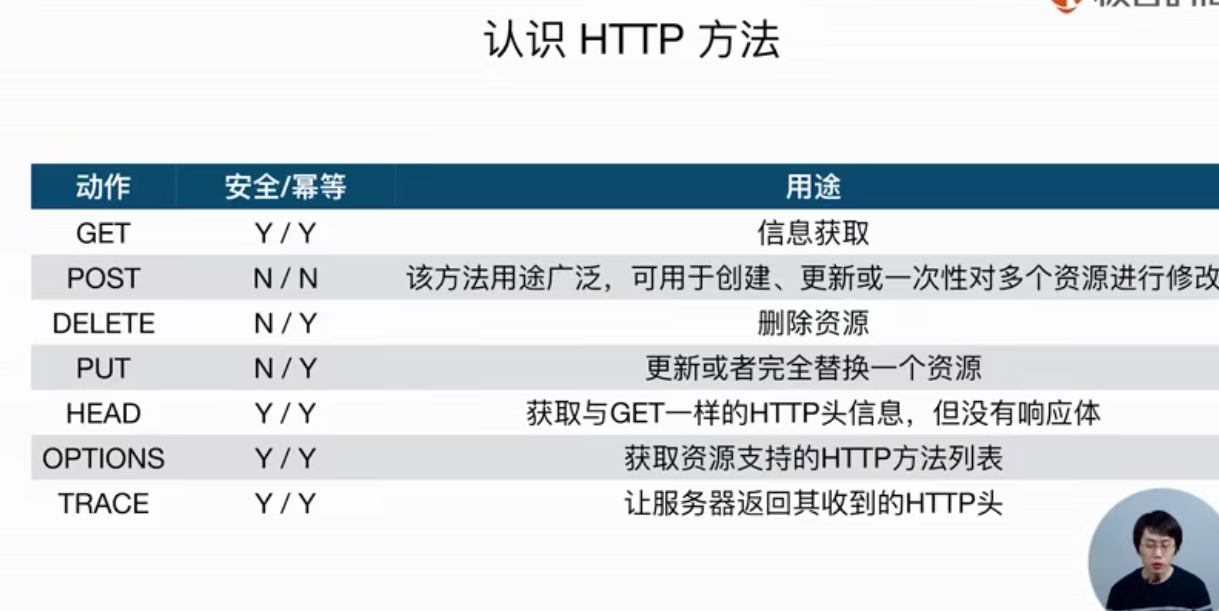 认识 HTTP 方法
动作 安全/幂等 用途
GET Y / Y 信息获取
POST N / N 该方法用途广泛，可用于创建、更新或一次性对多个资源进行修改
DELETE N / Y 删除资源
PUT N / Y 更新或者完全替换一个资源
HEAD Y / Y 获取与GET一样的HTTP头信息，但没有响应体
OPTIONS Y / Y 获取资源支持的HTTP方法列表
TRACE Y / Y 让服务器返回其收到的HTTP头